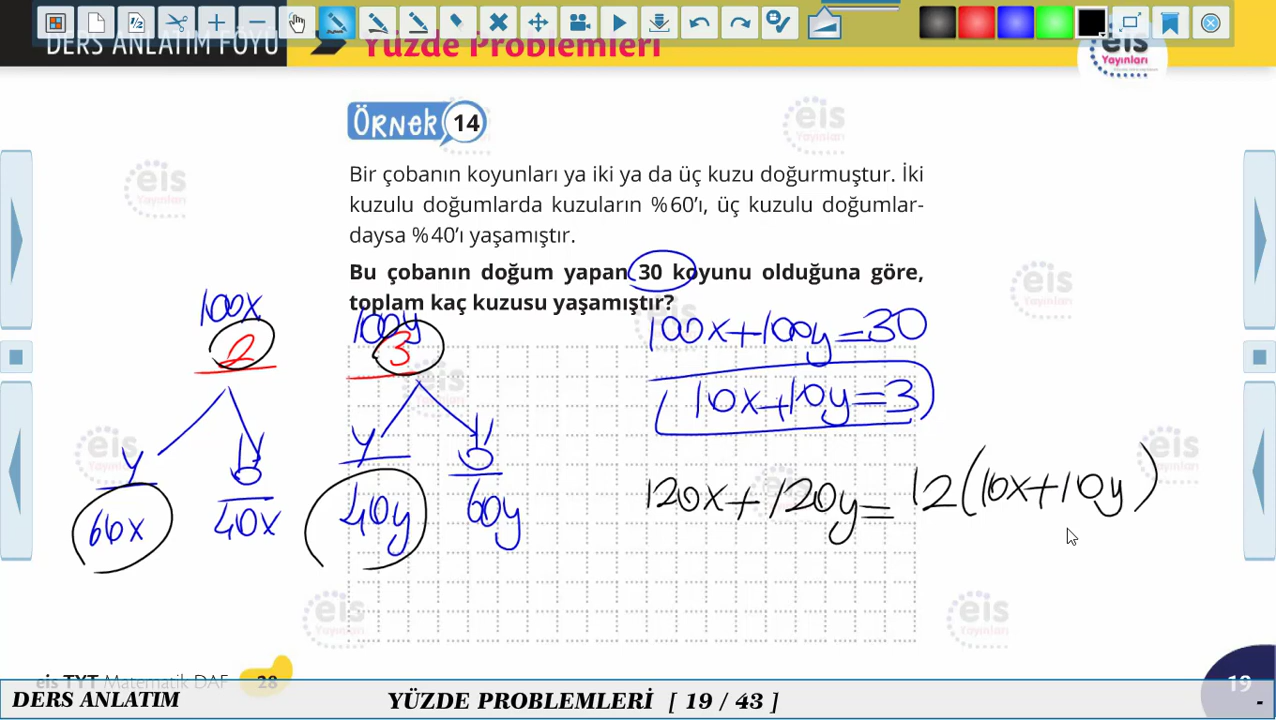 DERS ANLATIM FÖYÜ
Yüzde Problemleri
eis
Yayınları
ÖRNEK 14
Bir çobanın koyunları ya iki ya da üç kuzu doğurmuştur. İki
kuzulu doğumlarda kuzuların %60'ı, üç kuzulu doğumlar-
daysa %40'ı yaşamıştır.
Bu çobanın doğum yapan 30 koyunu olduğuna göre,
toplam kaç kuzusu yaşamıştır?
100x
2
y
Ö
60x
40x
100y
3
y
Ö
40y
60y
100x+100y=30
10x+10y=3
120x+120y=12(10x+10y)
eis TYT Matematik DAF 28
19
DERS ANLATIM
YÜZDE PROBLEMLERİ [ 19 / 43 ]
-